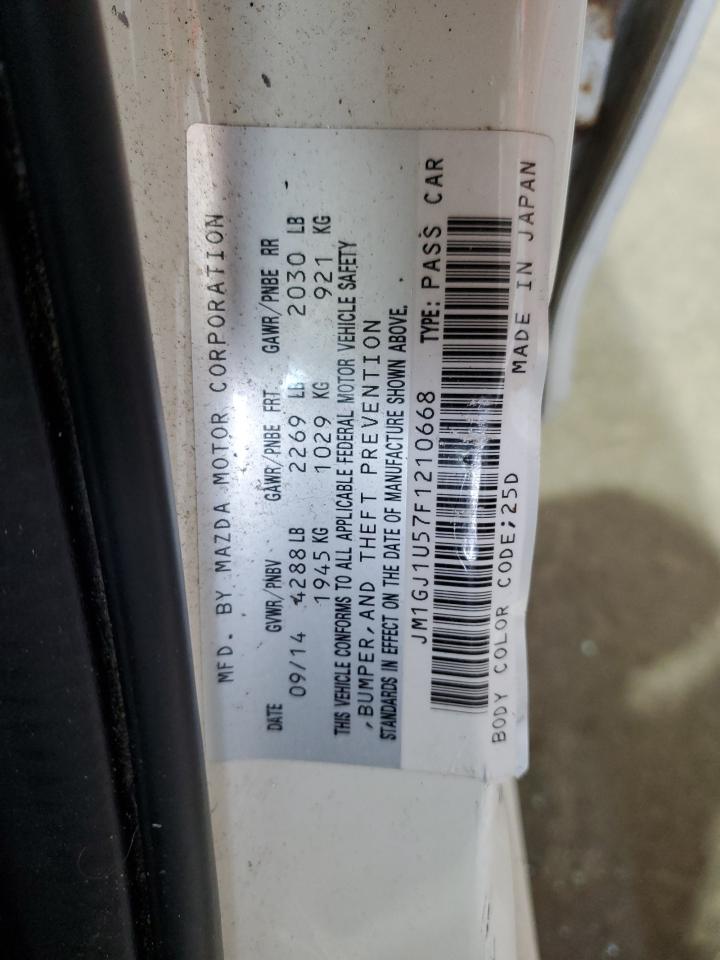 MFD. BY MAZDA MOTOR CORPORATION
DATE GVWR/PNBV GAWR/PNBE FRT GAWR/PNBE RR
09/14 4288 LB 2269 LB 2030 LB
1945 KG 1029 KG 921 KG
THIS VEHICLE CONFORMS TO ALL APPLICABLE FEDERAL MOTOR VEHICLE SAFETY
,BUMPER,AND THEFT PREVENTION
STANDARDS IN EFFECT ON THE DATE OF MANUFACTURE SHOWN ABOVE.
JM1GJ1U57F1210668 TYPE: PASS CAR
BODY COLOR CODE;25D MADE IN JAPAN